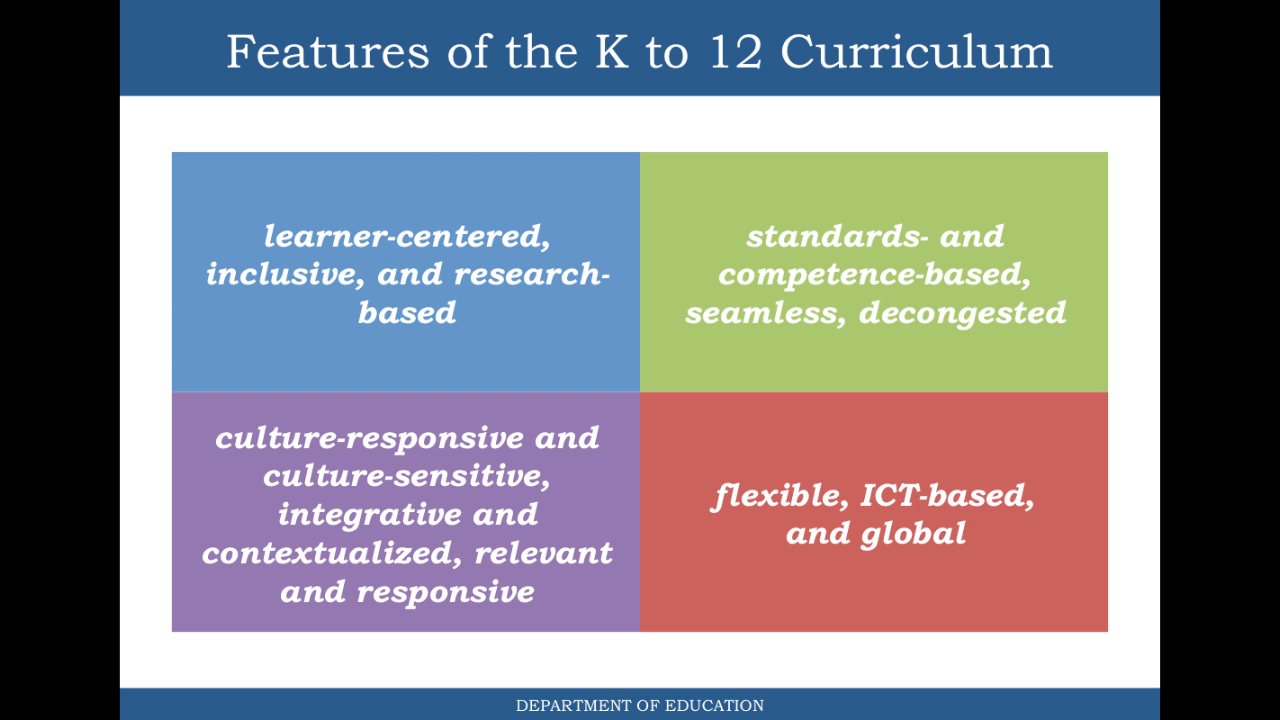 Features of the K to 12 Curriculum
learner-centered,
inclusive, and research-
based
standards- and
competence-based,
seamless, decongested
culture-responsive and
culture-sensitive,
integrative and
contextualized, relevant
and responsive
flexible, ICT-based,
and global
DEPARTMENT OF EDUCATION